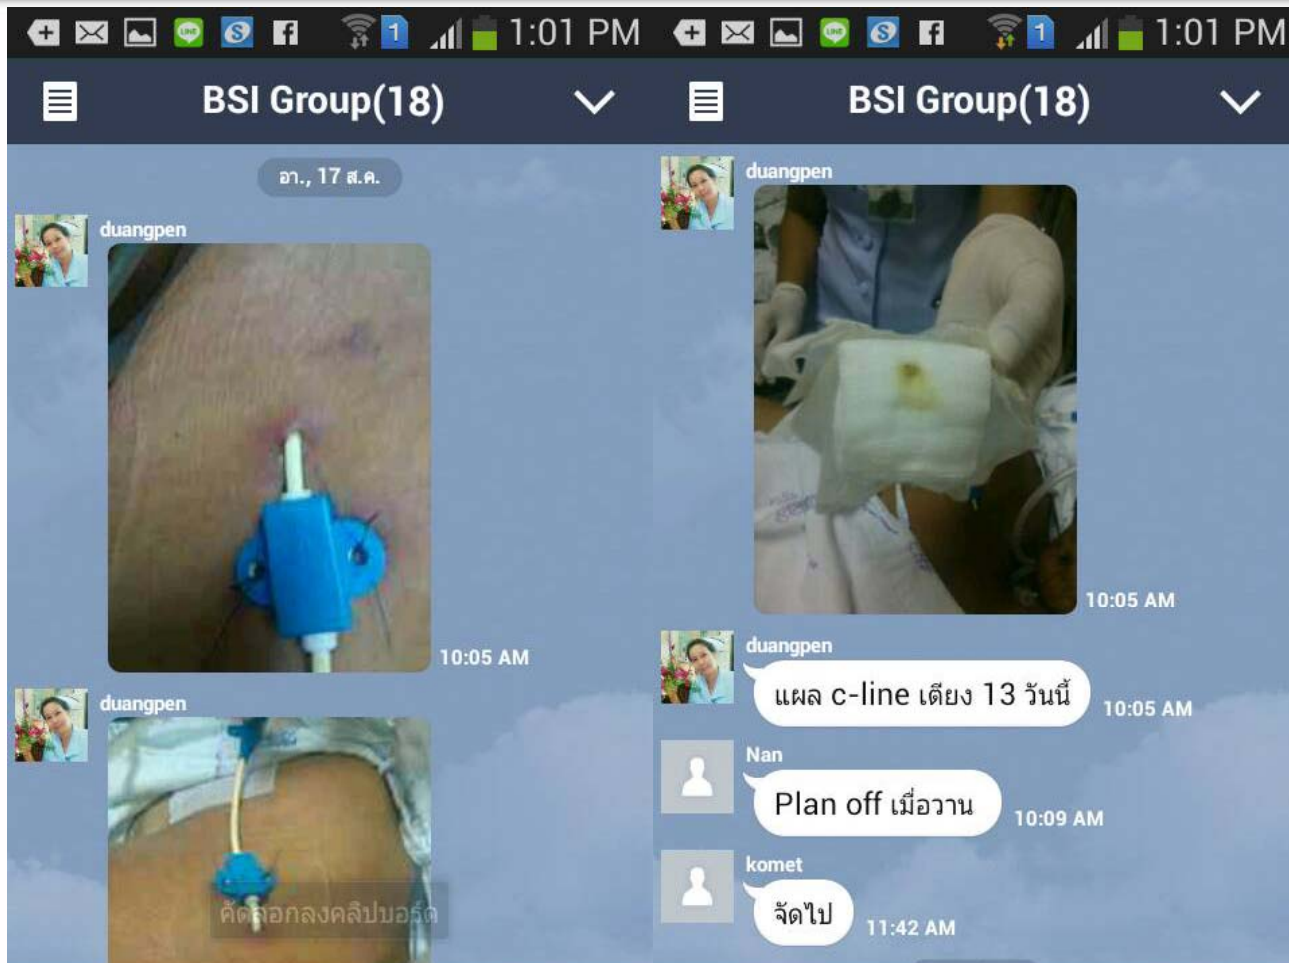 1
1:01 PM
BSI Group(18)
อา., 17 ส.ค.
duangpen
10:05 AM
duangpen
คัดลอกลงคลิปบอร์ด
1
1:01 PM
BSI Group(18)
duangpen
10:05 AM
duangpen
แผล c-line เตียง 13 วันนี้
10:05 AM
Nan
Plan off เมื่อวาน
10:09 AM
komet
จัดไป
11:42 AM